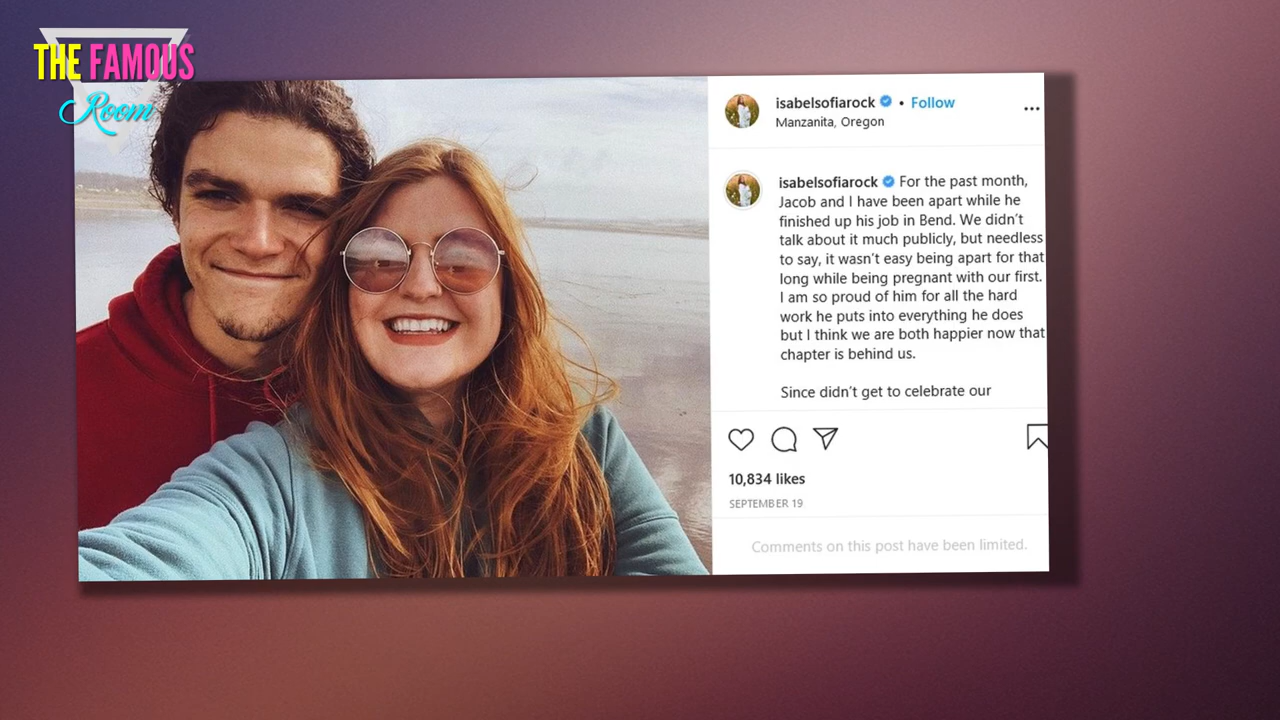 THE FAMOUS
Room
isabelsofiarock • Follow
Manzanita, Oregon
...
isabelsofiarock For the past month,
Jacob and I have been apart while he
finished up his job in Bend. We didn't
talk about it much publicly, but needless
to say, it wasn't easy being apart for that
long while being pregnant with our first.
I am so proud of him for all the hard
work he puts into everything he does
but I think we are both happier now that
chapter is behind us.
Since didn't get to celebrate our
10,834 likes
SEPTEMBER 19
Comments on this post have been limited.